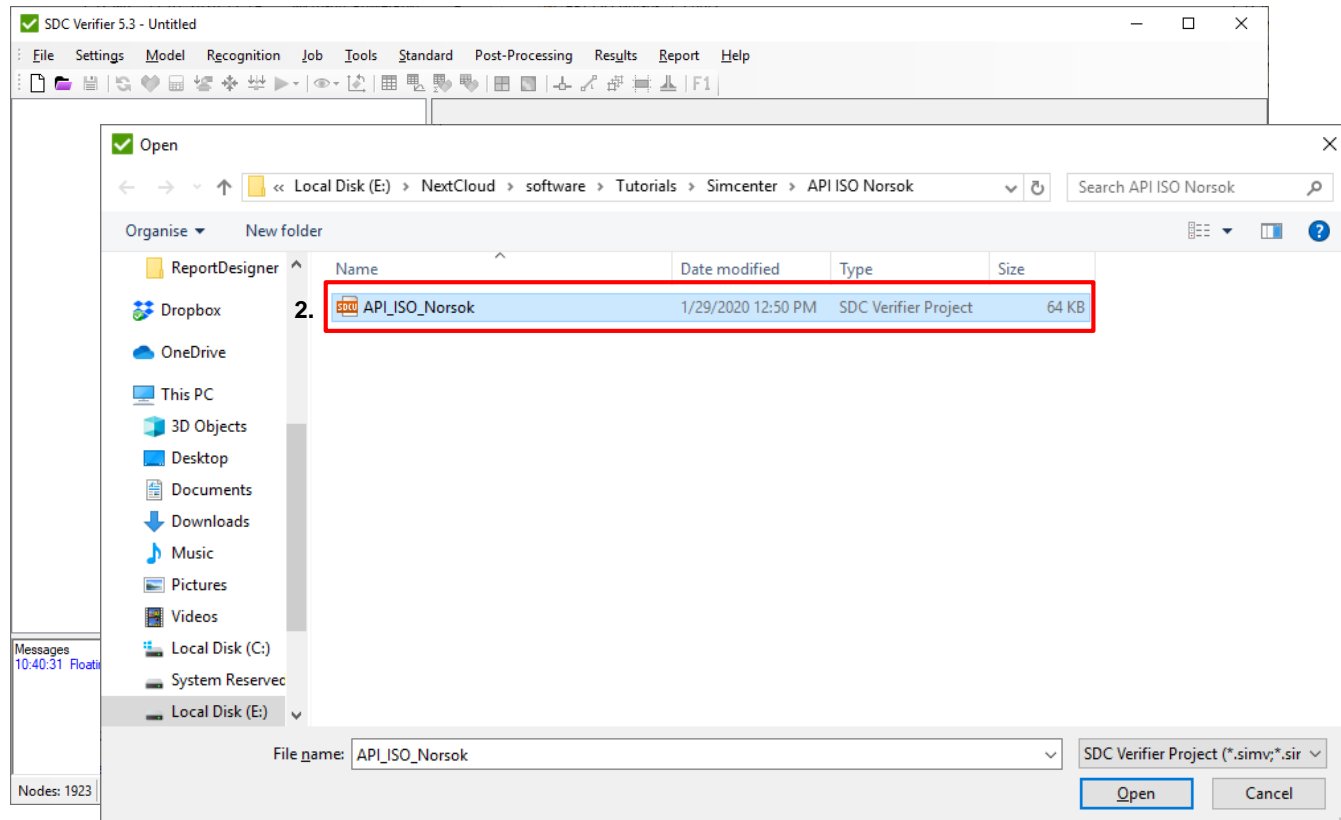 SDC Verifier 5.3 - Untitled
File Settings Model Recognition Job Tools Standard Post-Processing Results Report Help
F1
Open
« Local Disk (E:) › NextCloud › software › Tutorials › Simcenter › API ISO Norsok
Search API ISO Norsok
Organise New folder
ReportDesigner
Name Date modified Type Size
2. API_ISO_Norsok 1/29/2020 12:50 PM SDC Verifier Project 64 KB
Dropbox
OneDrive
This PC
3D Objects
Desktop
Documents
Downloads
Music
Pictures
Videos
Local Disk (C:)
System Reserved
Local Disk (E:)
Messages
10:40:31 Floati
File name: API_ISO_Norsok
SDC Verifier Project (*.simv;*.sir
Nodes: 1923
Open Cancel